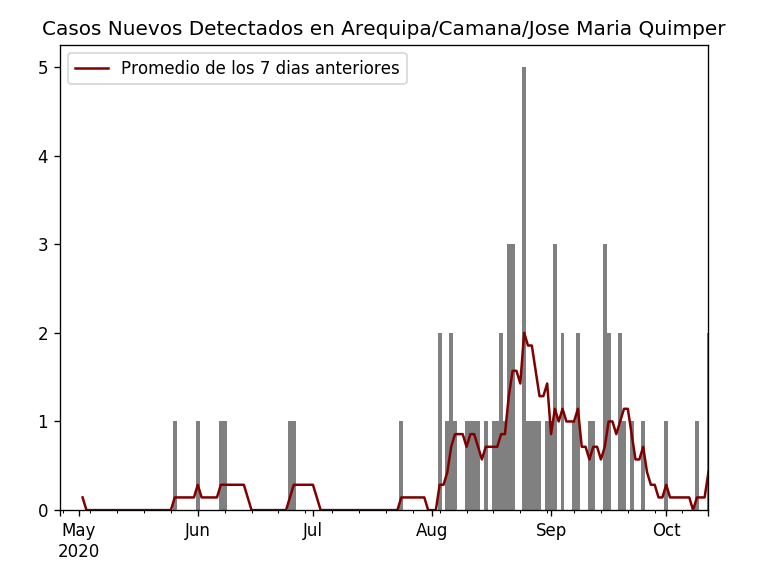 Casos Nuevos Detectados en Arequipa/Camana/Jose Maria Quimper
Promedio de los 7 dias anteriores
5
4
3
2
1
0
May Jun Jul Aug Sep Oct
2020